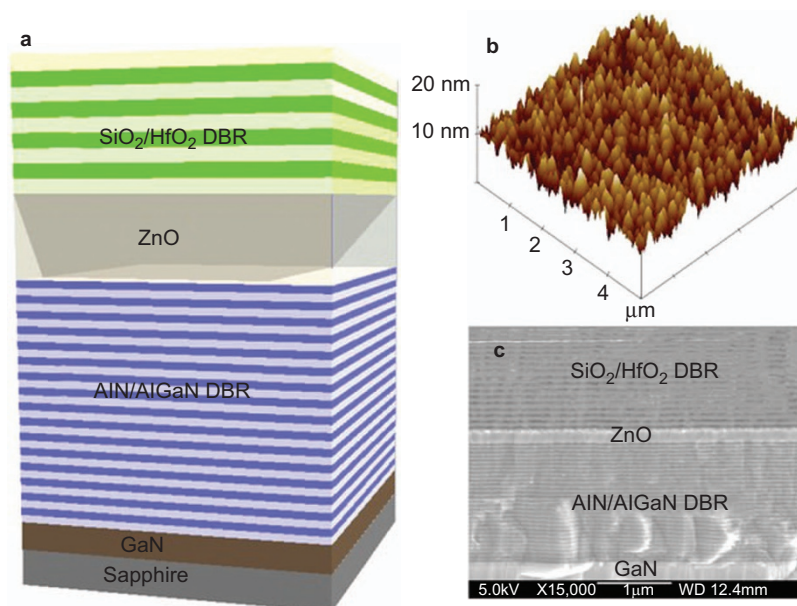 a
SiO₂/HfO₂ DBR
ZnO
AlN/AlGaN DBR
GaN
Sapphire
b
20 nm
10 nm
1
2
3
4
μm
c
SiO₂/HfO₂ DBR
ZnO
AlN/AlGaN DBR
GaN
5.0kV X15,000 1μm WD 12.4mm